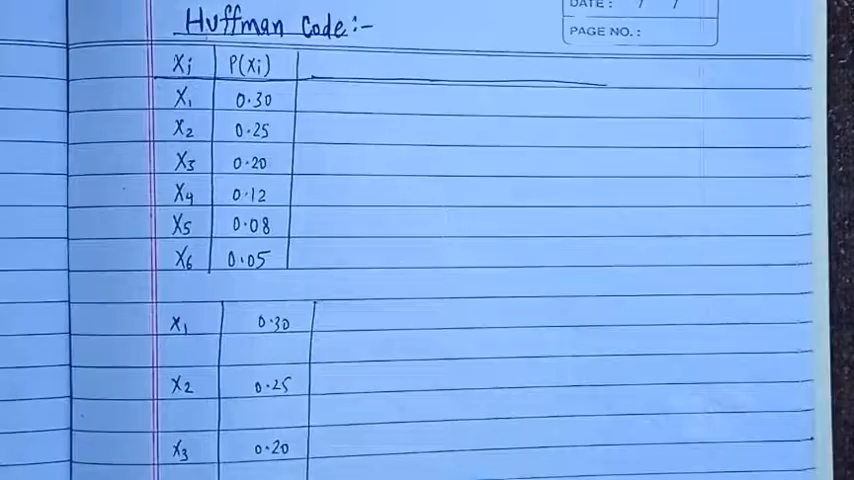 DATE: / /
PAGE NO.:
Huffman Code:-
Xi P(Xi)
X1 0.30
X2 0.25
X3 0.20
X4 0.12
X5 0.08
X6 0.05
X1 0.30
X2 0.25
X3 0.20